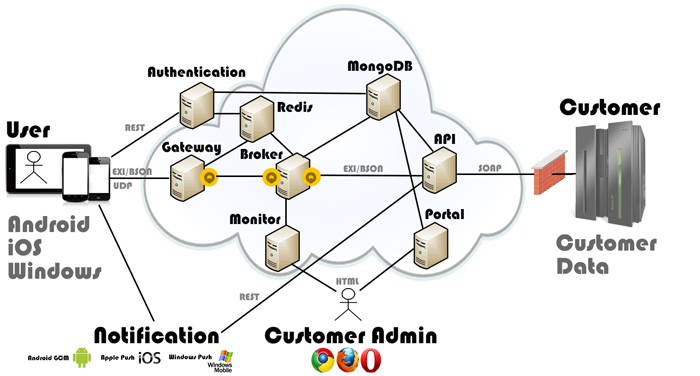 Authentication
MongoDB
Redis
Customer
User
REST
API
Gateway
Broker
EXI/BSON
UDP
EXI/BSON
SOAP
Android
iOS
Windows
Monitor
Portal
Customer
Data
HTML
REST
Notification
Customer Admin
Android GCM
Apple Push
iOS
Windows Push
Windows
Mobile